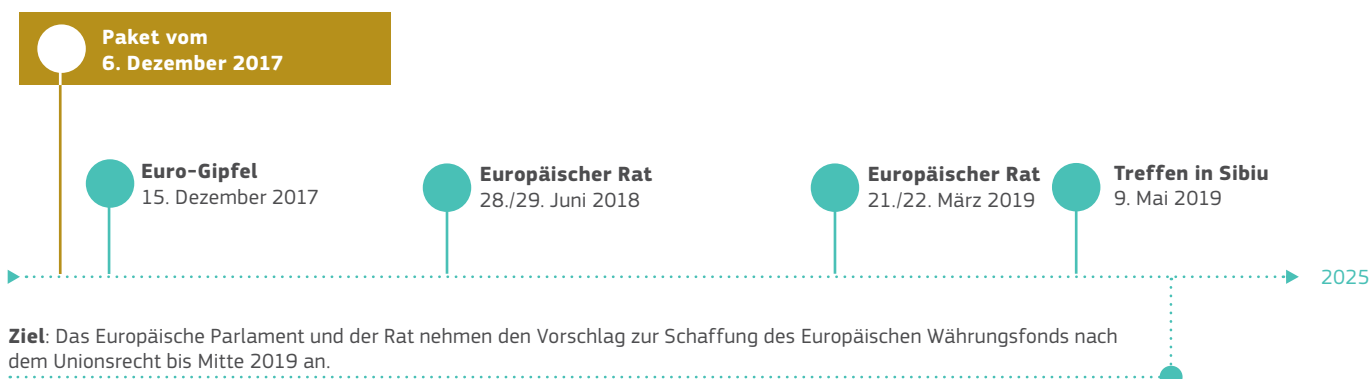 Paket vom
6. Dezember 2017
Euro-Gipfel
15. Dezember 2017
Europäischer Rat
28./29. Juni 2018
Europäischer Rat
21./22. März 2019
Treffen in Sibiu
9. Mai 2019
2025
Ziel: Das Europäische Parlament und der Rat nehmen den Vorschlag zur Schaffung des Europäischen Währungsfonds nach
dem Unionsrecht bis Mitte 2019 an.